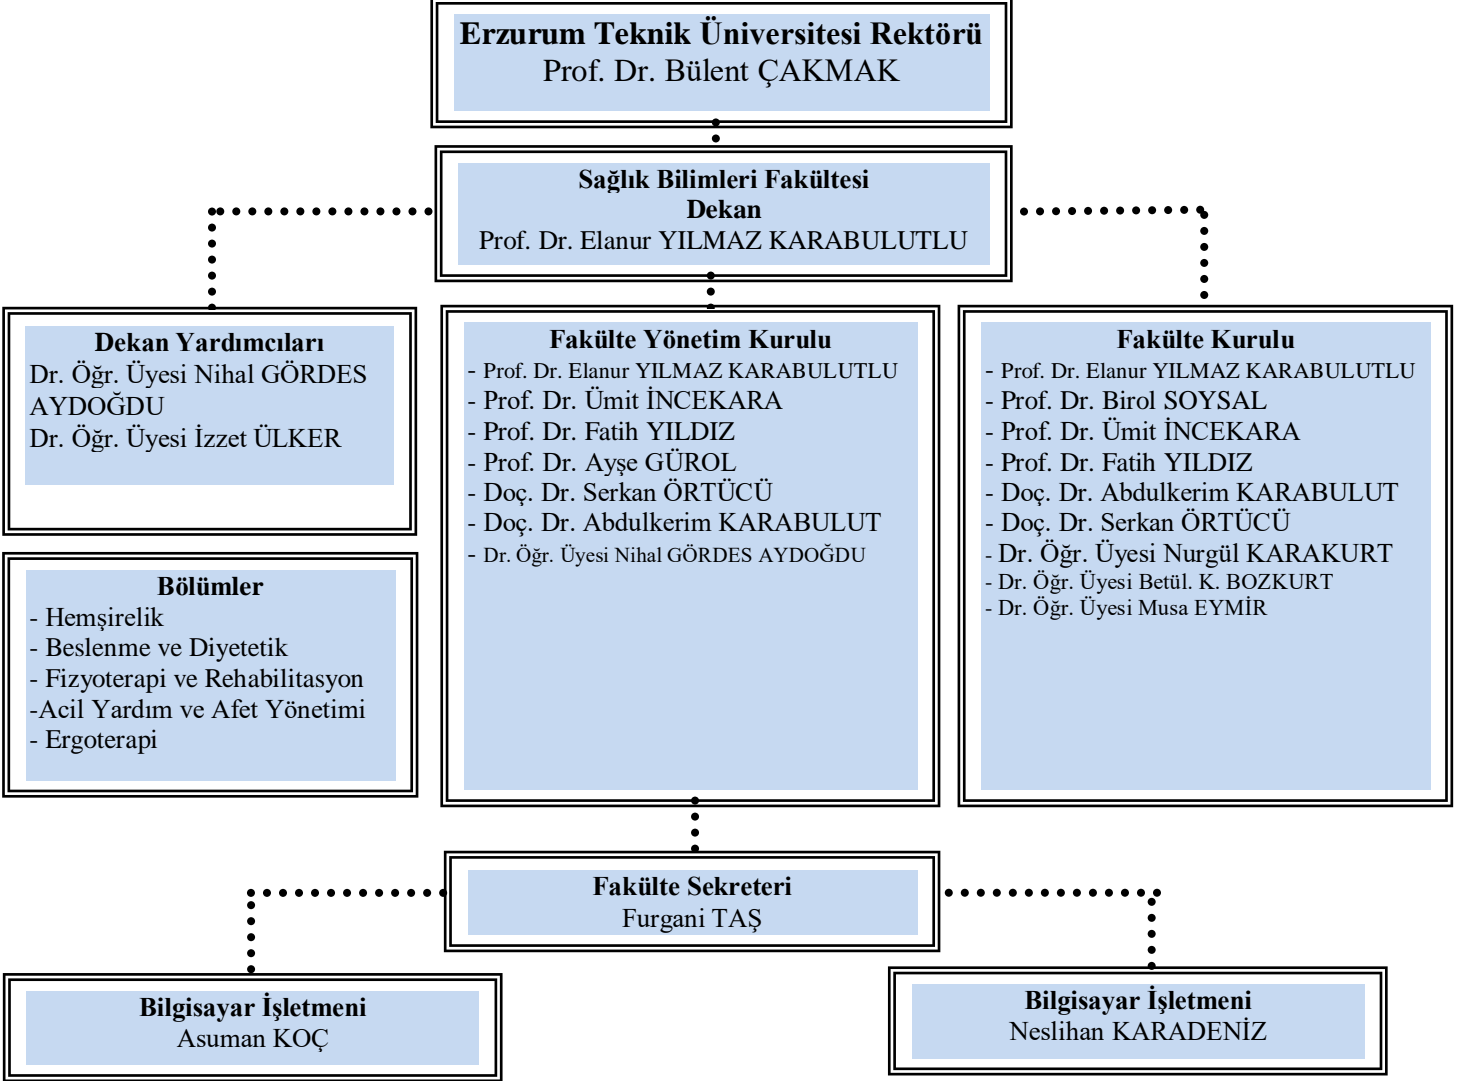 Erzurum Teknik Üniversitesi Rektörü
Prof. Dr. Bülent ÇAKMAK
Sağlık Bilimleri Fakültesi
Dekan
Prof. Dr. Elanur YILMAZ KARABULUTLU
Dekan Yardımcıları
Dr. Öğr. Üyesi Nihal GÖRDES
AYDOĞDU
Dr. Öğr. Üyesi İzzet ÜLKER
Bölümler
- Hemşirelik
- Beslenme ve Diyetetik
- Fizyoterapi ve Rehabilitasyon
-Acil Yardım ve Afet Yönetimi
- Ergoterapi
Fakülte Yönetim Kurulu
- Prof. Dr. Elanur YILMAZ KARABULUTLU
- Prof. Dr. Ümit İNCEKARA
- Prof. Dr. Fatih YILDIZ
- Prof. Dr. Ayşe GÜROL
- Doç. Dr. Serkan ÖRTÜCÜ
- Doç. Dr. Abdulkerim KARABULUT
- Dr. Öğr. Üyesi Nihal GÖRDES AYDOĞDU
Fakülte Kurulu
- Prof. Dr. Elanur YILMAZ KARABULUTLU
- Prof. Dr. Birol SOYSAL
- Prof. Dr. Ümit İNCEKARA
- Prof. Dr. Fatih YILDIZ
- Doç. Dr. Abdulkerim KARABULUT
- Doç. Dr. Serkan ÖRTÜCÜ
- Dr. Öğr. Üyesi Nurgül KARAKURT
- Dr. Öğr. Üyesi Betül. K. BOZKURT
- Dr. Öğr. Üyesi Musa EYMİR
Fakülte Sekreteri
Furgani TAŞ
Bilgisayar İşletmeni
Asuman KOÇ
Bilgisayar İşletmeni
Neslihan KARADENİZ